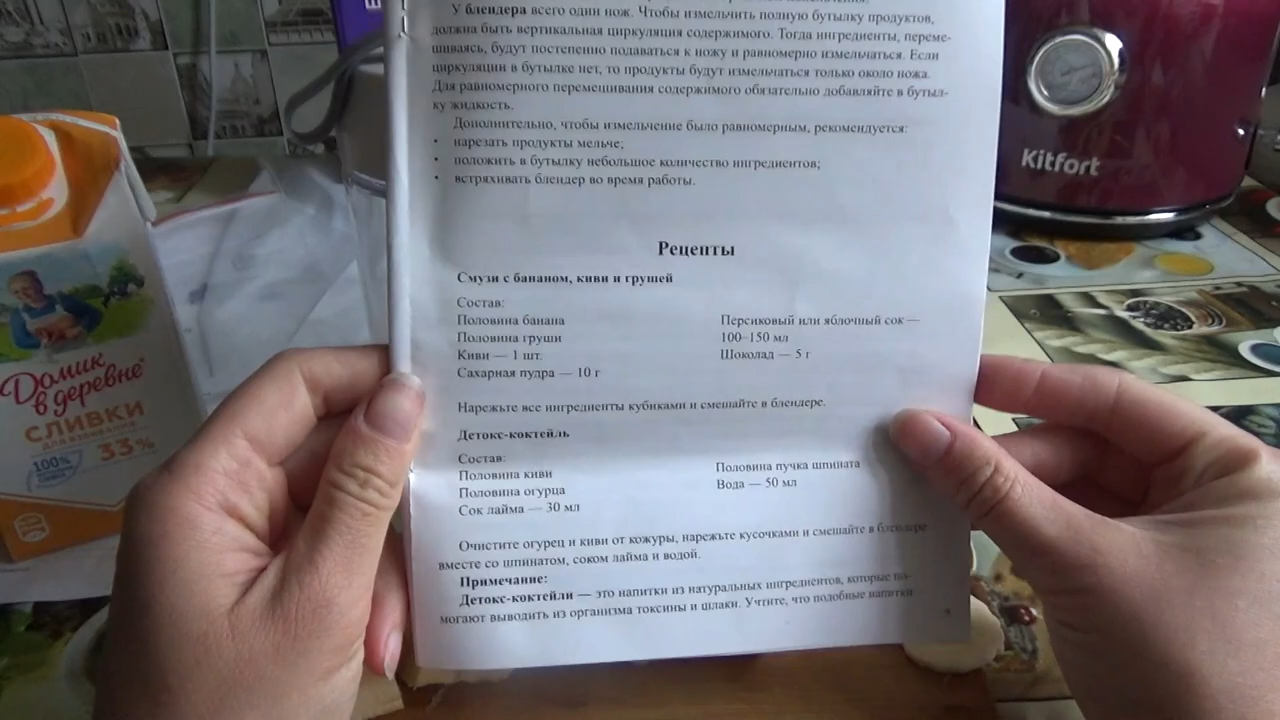 У блендера всего один нож. Чтобы измельчить полную бутылку продуктов,
должна быть вертикальная циркуляция содержимого. Тогда ингредиенты, переме-
шиваясь, будут постепенно подаваться к ножу и равномерно измельчаться. Если
циркуляции в бутылке нет, то продукты будут измельчаться только около ножа.
Для равномерного перемешивания содержимого обязательно добавляйте в бутыл-
ку жидкость.
Дополнительно, чтобы измельчение было равномерным, рекомендуется:
• нарезать продукты мельче;
• положить в бутылку небольшое количество ингредиентов;
• встряхивать блендер во время работы.
Рецепты
Смузи с бананом, киви и грушей
Состав:
Половина банана
Половина груши
Киви — 1 шт.
Сахарная пудра — 10 г
Персиковый или яблочный сок —
100–150 мл
Шоколад — 5 г
Нарежьте все ингредиенты кубиками и смешайте в блендере.
Детокс-коктейль
Состав:
Половина киви
Половина огурца
Сок лайма — 30 мл
Половина пучка шпината
Вода — 50 мл
Очистите огурец и киви от кожуры, нарежьте кусочками и смешайте в блендере
вместе со шпинатом, соком лайма и водой.
Примечание:
Детокс-коктейли — это напитки из натуральных ингредиентов, которые по-
могают выводить из организма токсины и шлаки. Учтите, что подобные напитки
Kitfort
Домик
в деревне
СЛИВКИ
ДЛЯ ВЗБИВАНИЯ
33%
100%